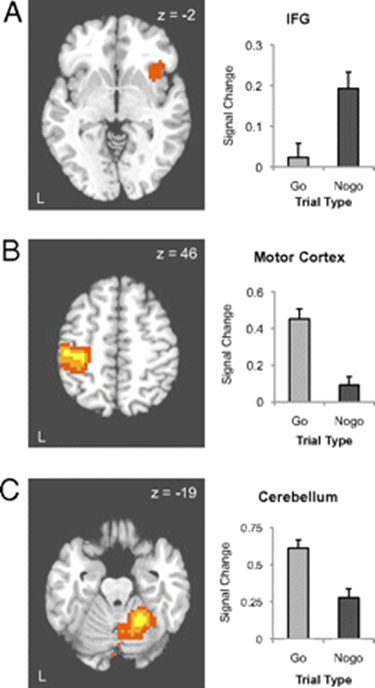 A
z = -2
L
IFG
Signal Change
0.3
0.2
0.1
0
Go
Nogo
Trial Type
B
z = 46
L
Motor Cortex
Signal Change
0.6
0.4
0.2
0
Go
Nogo
Trial Type
C
z = -19
L
Cerebellum
Signal Change
0.75
0.5
0.25
0
Go
Nogo
Trial Type